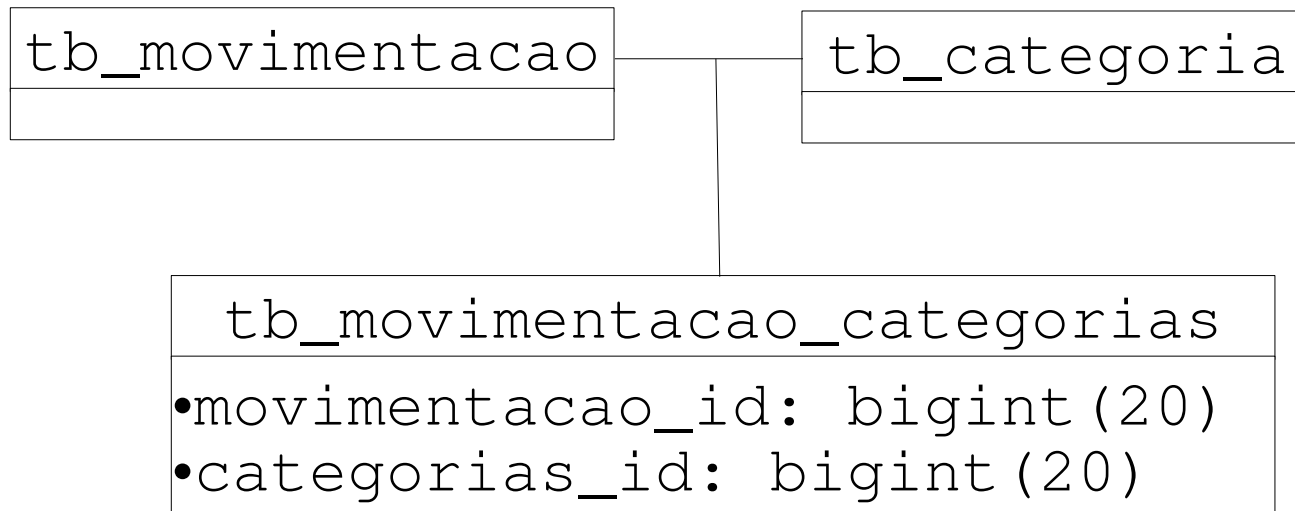 tb_movimentacao
tb_categoria
tb_movimentacao_categorias
•movimentacao_id: bigint(20)
•categorias_id: bigint(20)